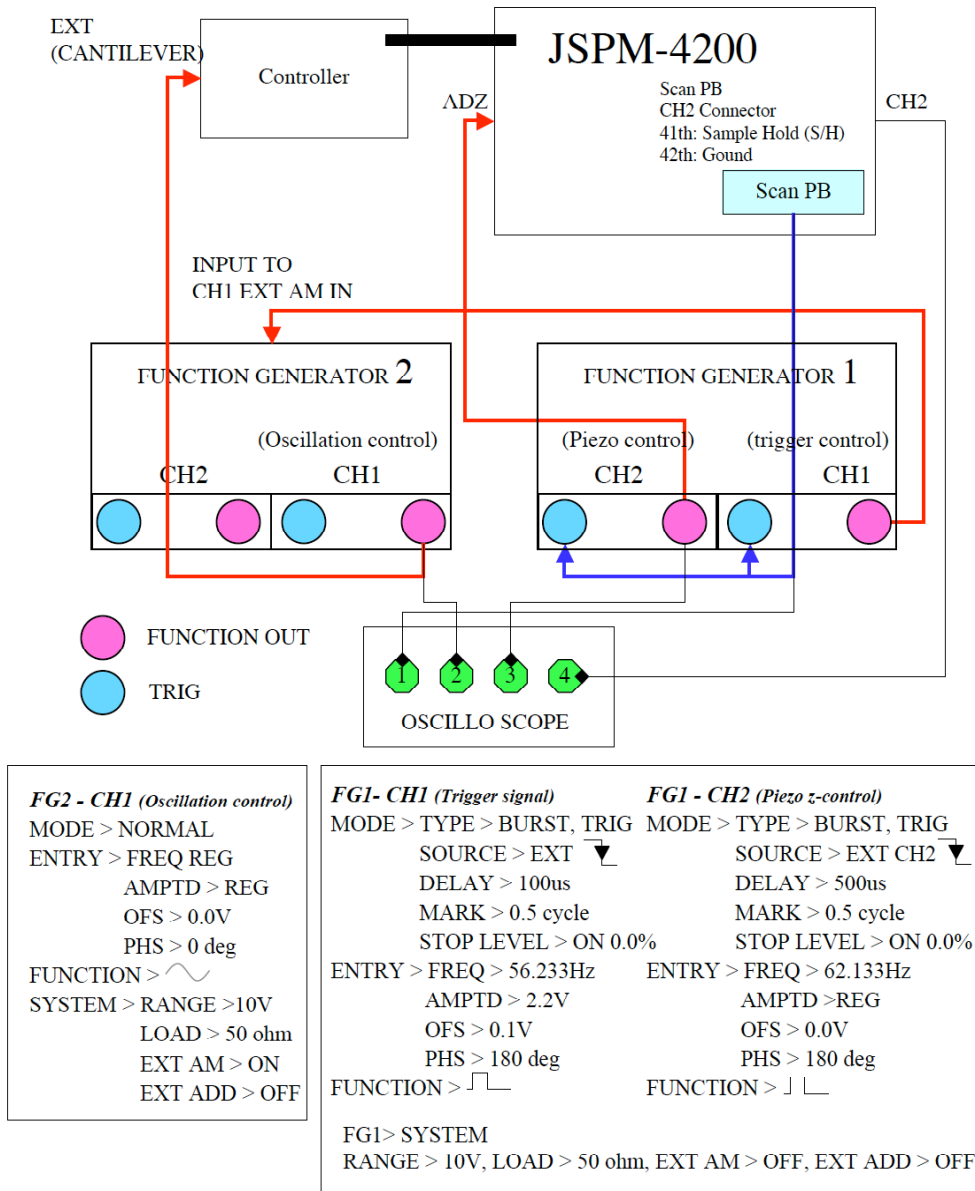 EXT
(CANTILEVER)
Controller
JSPM-4200
Scan PB
CH2 Connector
41th: Sample Hold (S/H)
42th: Gound
ADZ
CH2
Scan PB
INPUT TO
CH1 EXT AM IN
FUNCTION GENERATOR 2
(Oscillation control)
CH2
CH1
FUNCTION GENERATOR 1
(Piezo control)
(trigger control)
CH2
CH1
FUNCTION OUT
TRIG
1
2
3
4
OSCILLO SCOPE
FG2 - CH1 (Oscillation control)
MODE > NORMAL
ENTRY > FREQ REG
AMPTD > REG
OFS > 0.0V
PHS > 0 deg
FUNCTION >
SYSTEM > RANGE >10V
LOAD > 50 ohm
EXT AM > ON
EXT ADD > OFF
FG1- CH1 (Trigger signal)
MODE > TYPE > BURST, TRIG
SOURCE > EXT
DELAY > 100us
MARK > 0.5 cycle
STOP LEVEL > ON 0.0%
ENTRY > FREQ > 56.233Hz
AMPTD > 2.2V
OFS > 0.1V
PHS > 180 deg
FUNCTION >
FG1 - CH2 (Piezo z-control)
MODE > TYPE > BURST, TRIG
SOURCE > EXT CH2
DELAY > 500us
MARK > 0.5 cycle
STOP LEVEL > ON 0.0%
ENTRY > FREQ > 62.133Hz
AMPTD >REG
OFS > 0.0V
PHS > 180 deg
FUNCTION >
FG1> SYSTEM
RANGE > 10V, LOAD > 50 ohm, EXT AM > OFF, EXT ADD > OFF